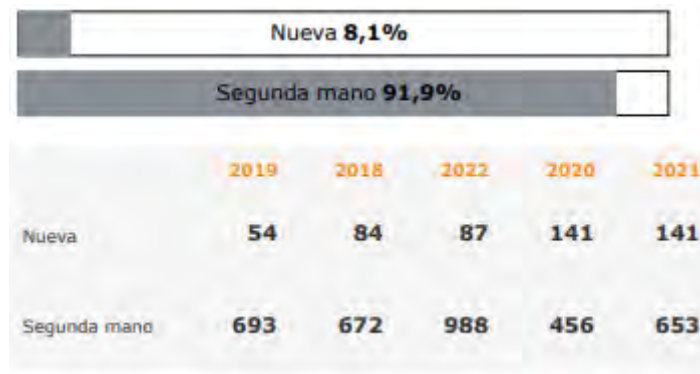 Nueva 8,1%
Segunda mano 91,9%
2019 2018 2022 2020 2021
Nueva 54 84 87 141 141
Segunda mano 693 672 988 456 653